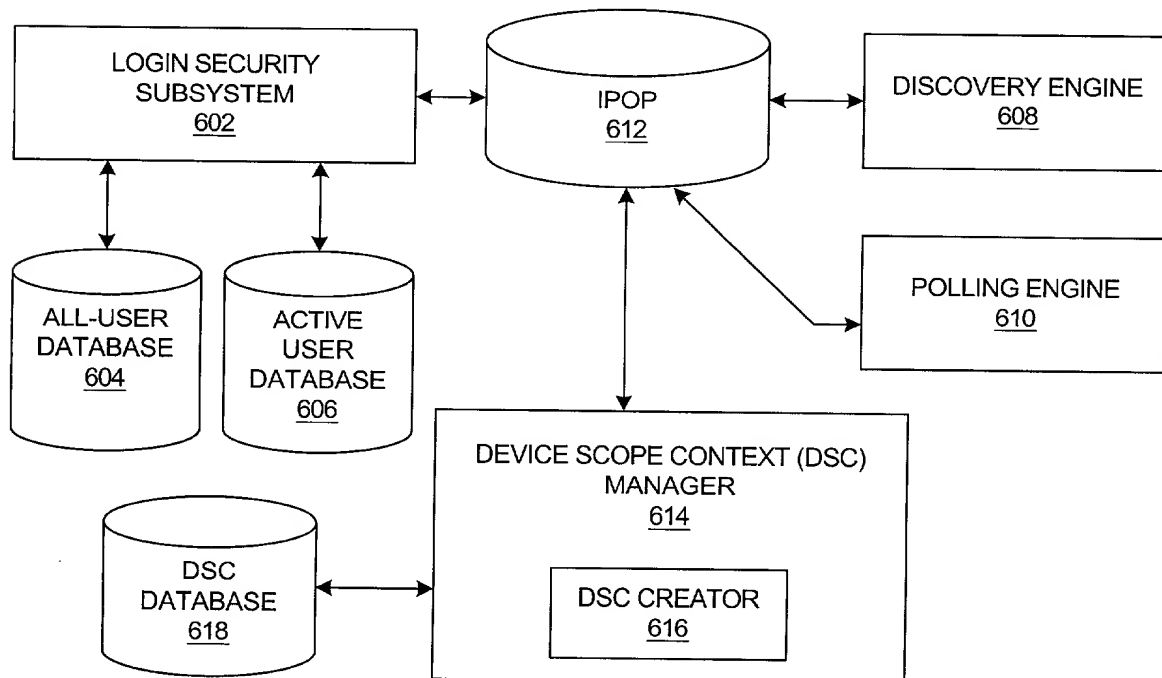 LOGIN SECURITY
SUBSYSTEM
602
IPOP
612
DISCOVERY ENGINE
608
ALL-USER
DATABASE
604
ACTIVE
USER
DATABASE
606
POLLING ENGINE
610
DEVICE SCOPE CONTEXT (DSC)
MANAGER
614
DSC
DATABASE
618
DSC CREATOR
616